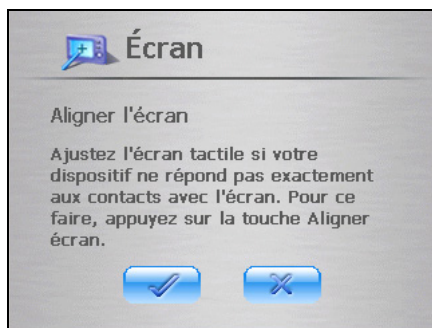 Écran
Aligner l'écran
Ajustez l'écran tactile si votre
dispositif ne répond pas exactement
aux contacts avec l'écran. Pour ce
faire, appuyez sur la touche Aligner
écran.